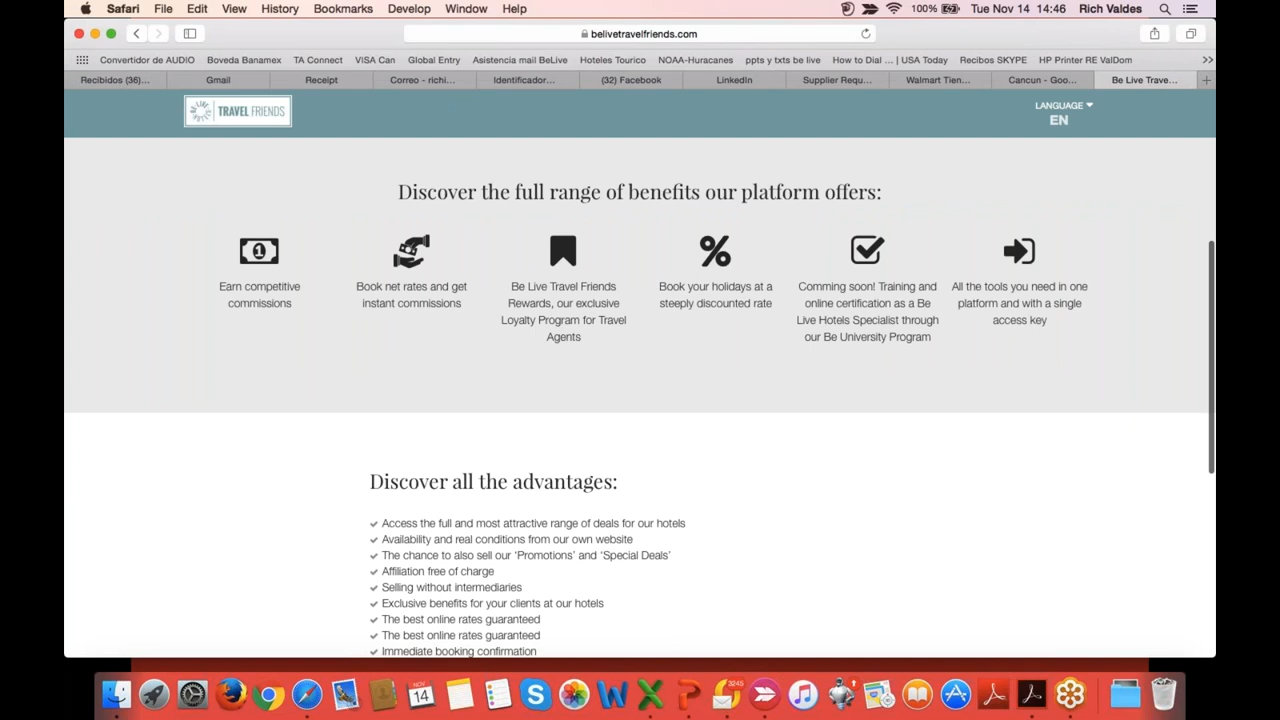 Safari File Edit View History Bookmarks Develop Window Help 100% Tue Nov 14 14:46 Rich Valdes
belivetravelfriends.com
Convertidor de AUDIO Boveda Banamex TA Connect ViSA Can Global Entry Asistencia mail BeLive Hoteles Tourico NOAA-Huracanes ppts y txts be live How to Dial ... | USA Today Recibos SKYPE HP Printer RE ValDom
Recibidos (36)... Gmail Receipt Correo - richi... Identificador... (32) Facebook LinkedIn Supplier Requ... Walmart Tien... Cancun - Goo... Be Live Trave...
TRAVEL FRIENDS
LANGUAGE
EN
Discover the full range of benefits our platform offers:
1
Earn competitive
commissions
Book net rates and get
instant commissions
Be Live Travel Friends
Rewards, our exclusive
Loyalty Program for Travel
Agents
%
Book your holidays at a
steeply discounted rate
Comming soon! Training and
online certification as a Be
Live Hotels Specialist through
our Be University Program
All the tools you need in one
platform and with a single
access key
Discover all the advantages:
Access the full and most attractive range of deals for our hotels
Availability and real conditions from our own website
The chance to also sell our ‘Promotions’ and ‘Special Deals’
Affiliation free of charge
Selling without intermediaries
Exclusive benefits for your clients at our hotels
The best online rates guaranteed
The best online rates guaranteed
Immediate booking confirmation
NOV
14
3245